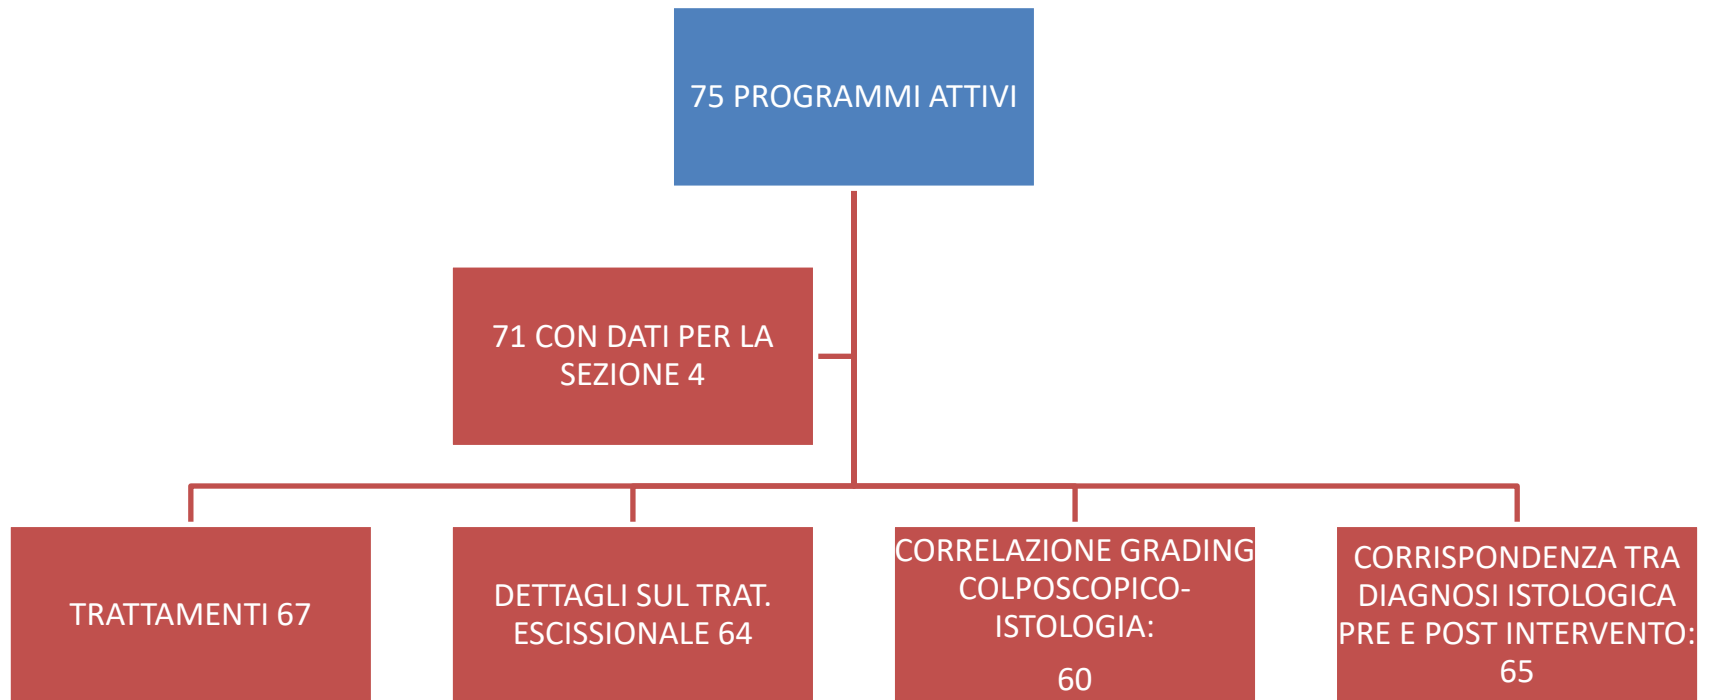 75 PROGRAMMI ATTIVI
71 CON DATI PER LA
SEZIONE 4
TRATTAMENTI 67
DETTAGLI SUL TRAT.
ESCISSIONALE 64
CORRELAZIONE GRADING
COLPOSCOPICO-
ISTOLOGIA:
60
CORRISPONDENZA TRA
DIAGNOSI ISTOLOGICA
PRE E POST INTERVENTO:
65